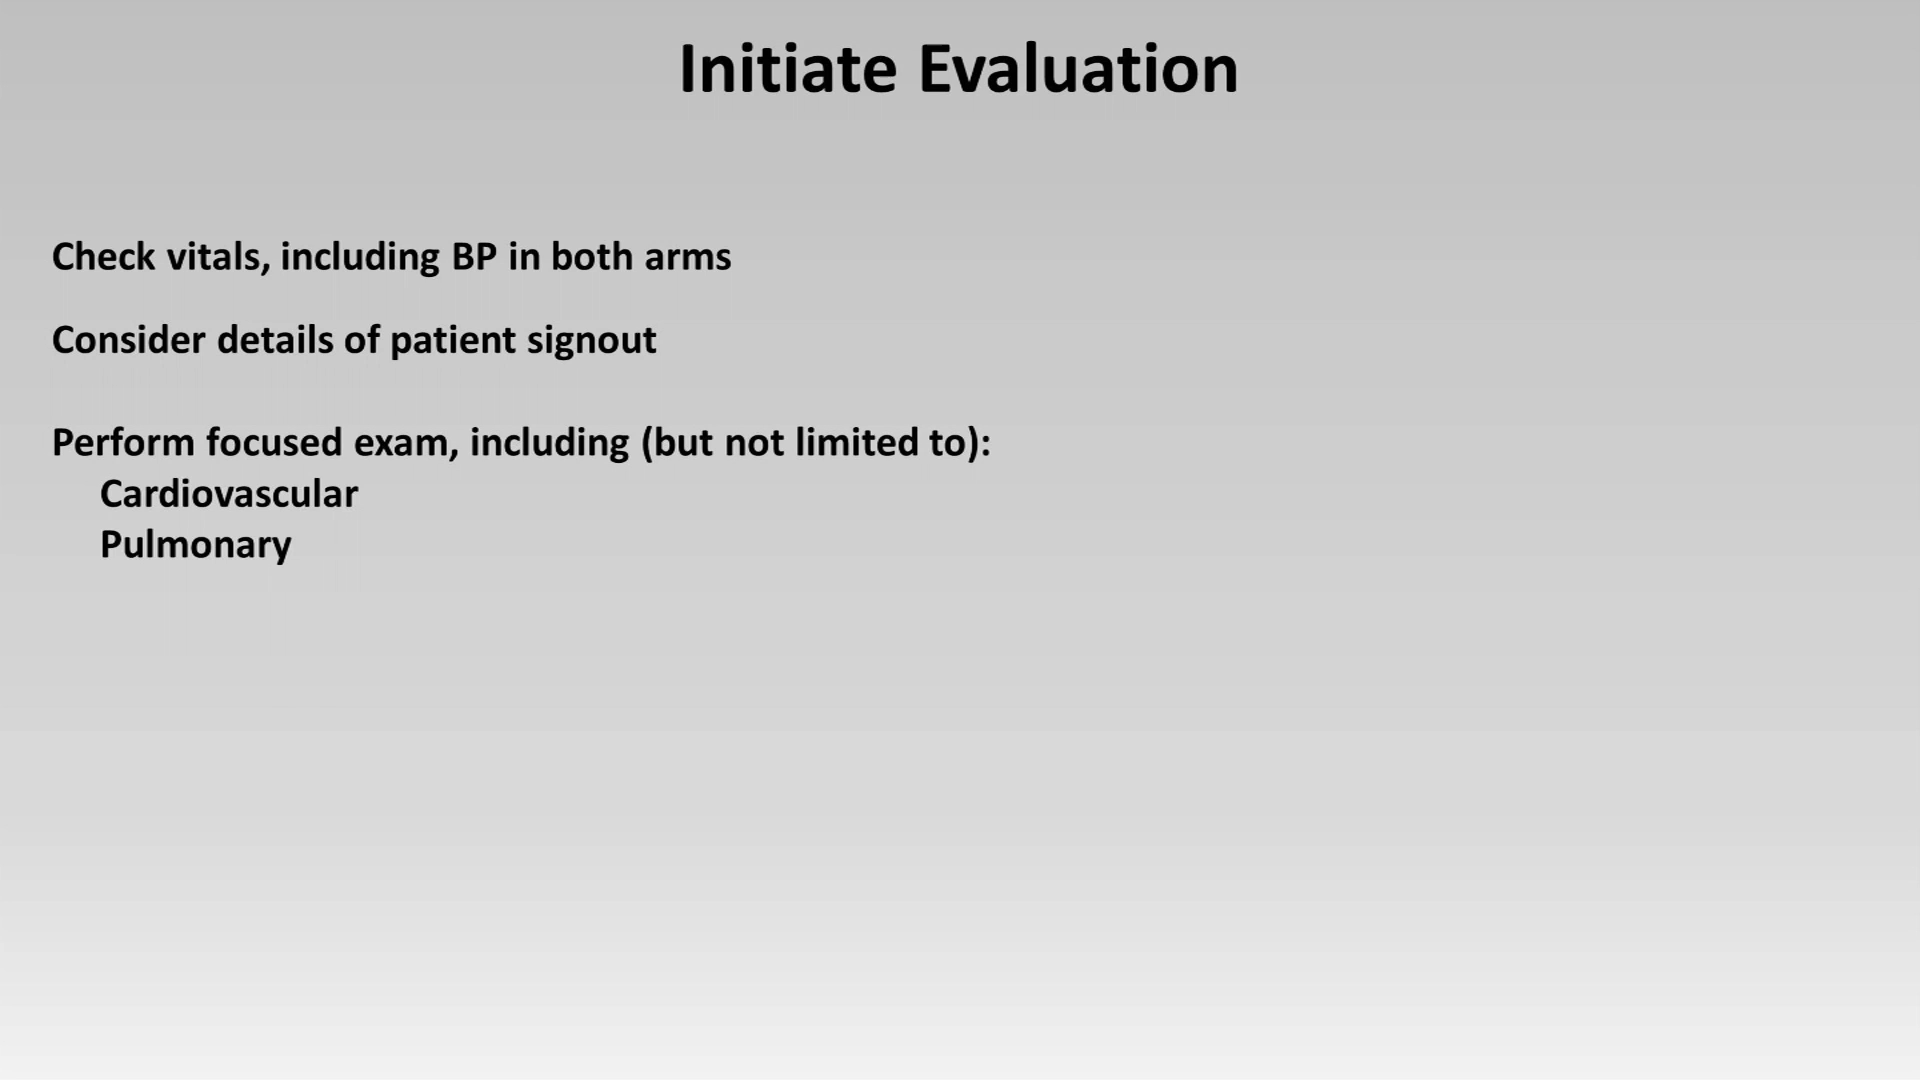 Initiate Evaluation
Check vitals, including BP in both arms
Consider details of patient signout
Perform focused exam, including (but not limited to):
Cardiovascular
Pulmonary